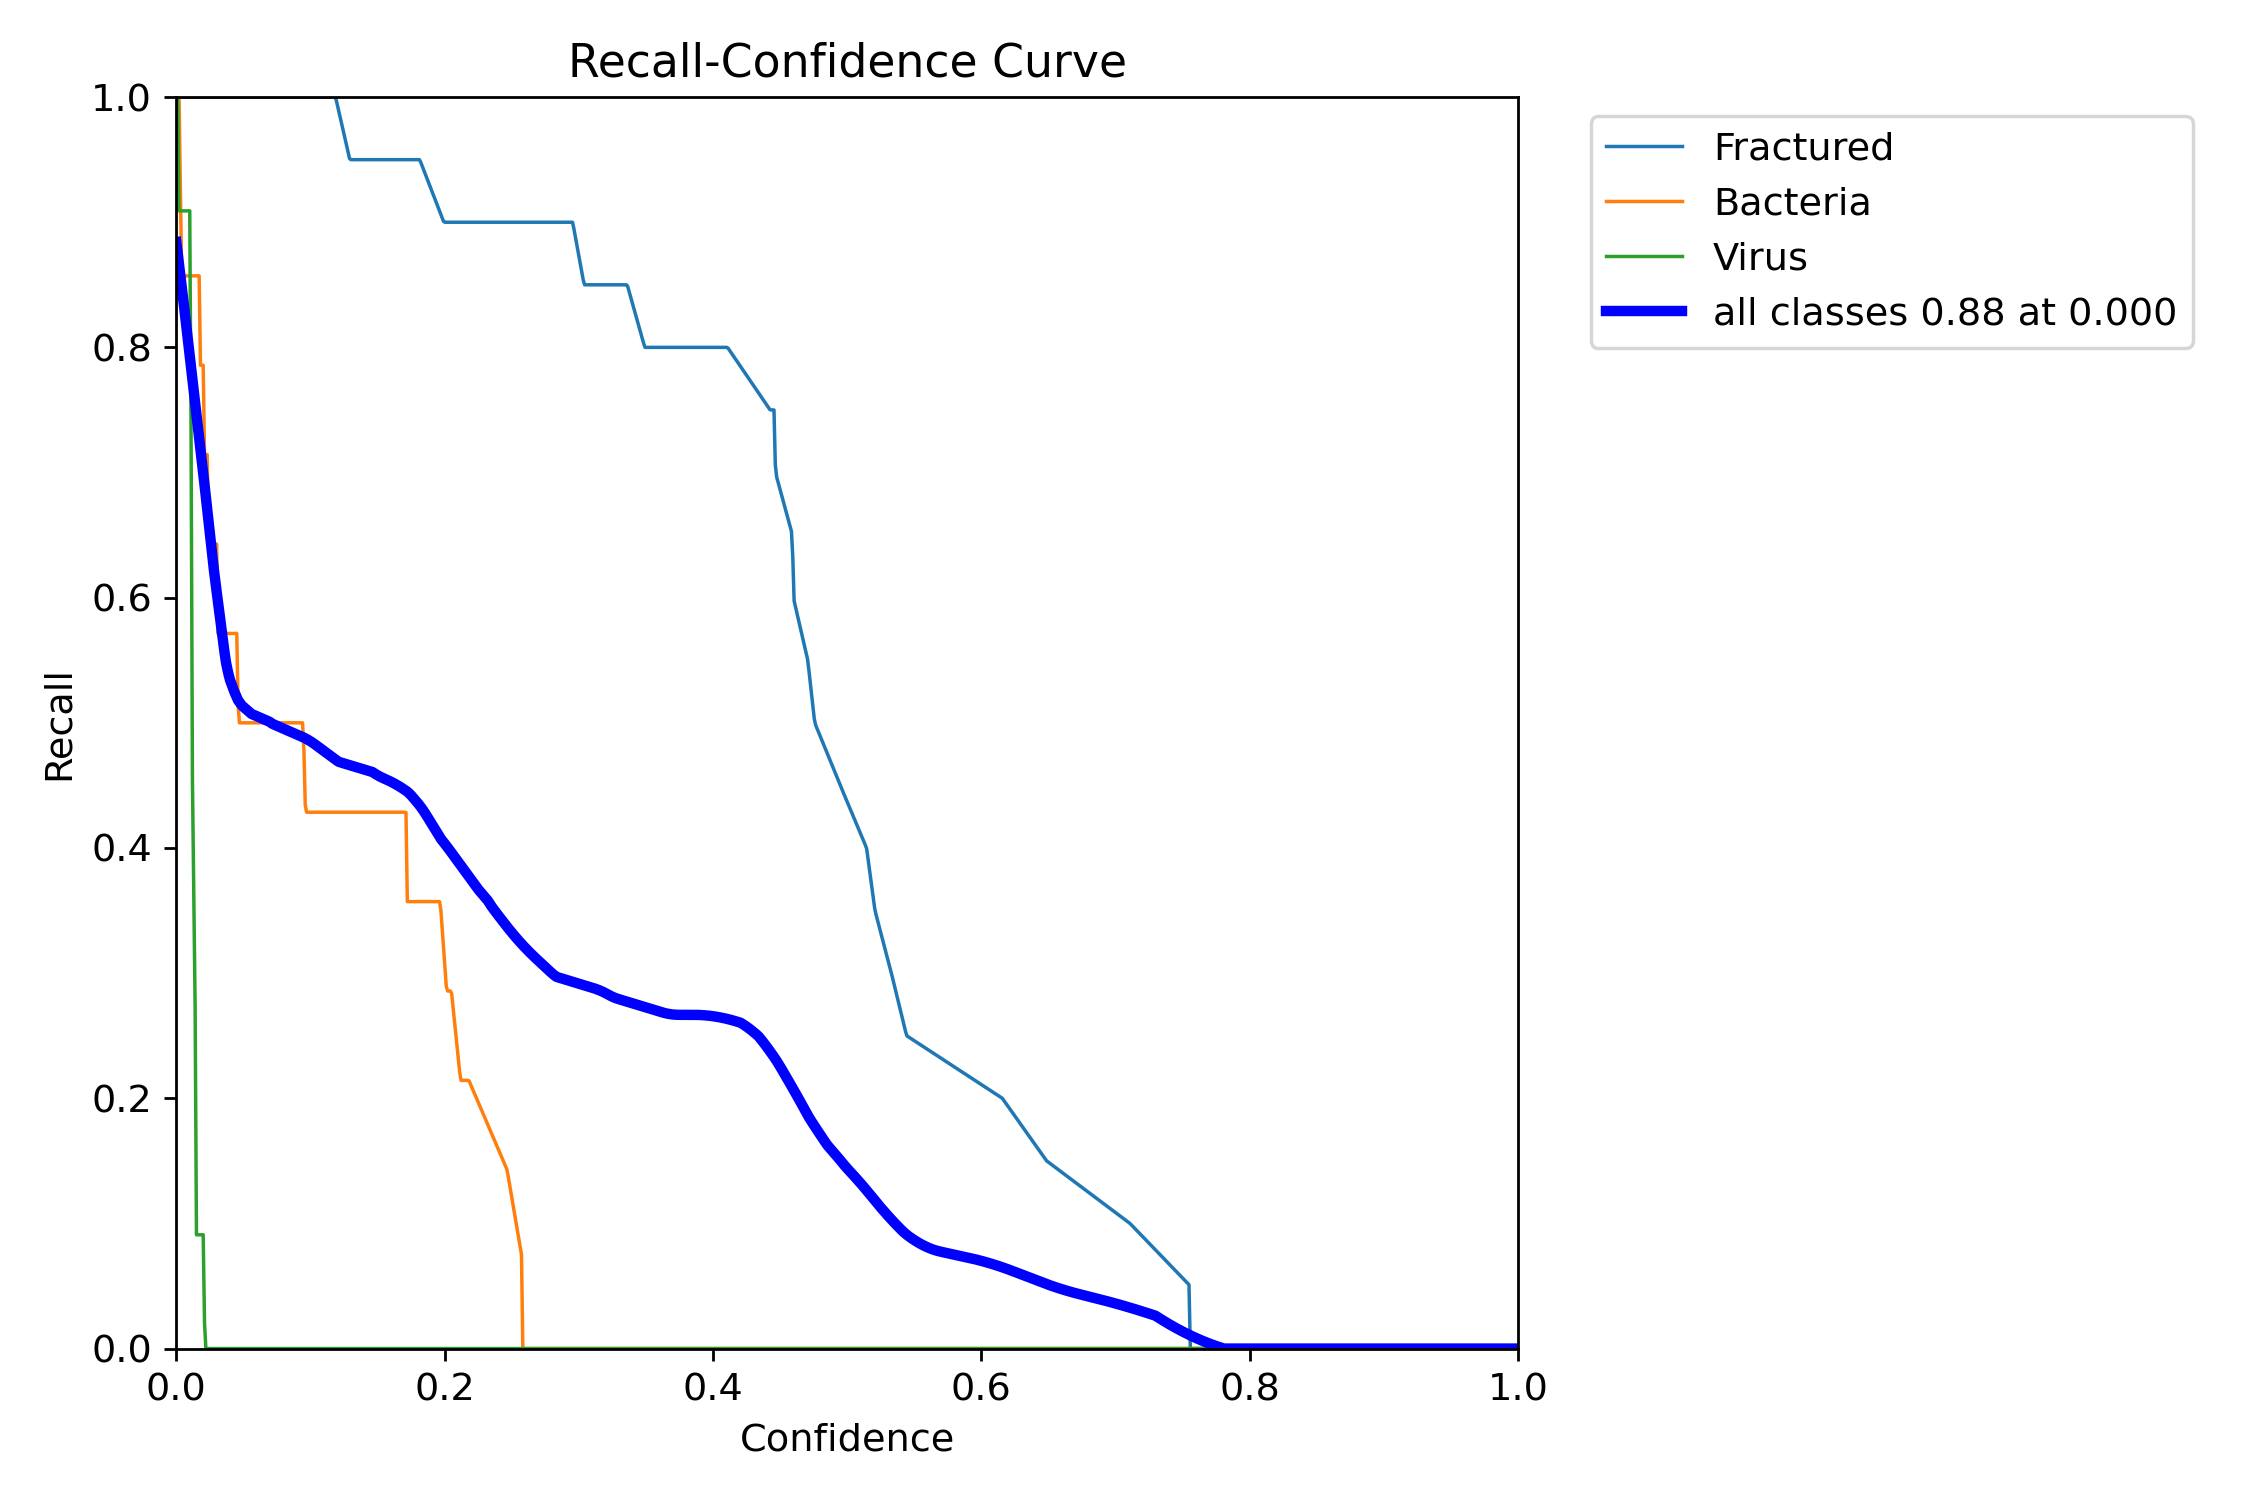 Recall-Confidence Curve
1.0
0.8
0.6
0.4
0.2
0.0
Recall
0.0 0.2 0.4 0.6 0.8 1.0
Confidence
Fractured
Bacteria
Virus
all classes 0.88 at 0.000